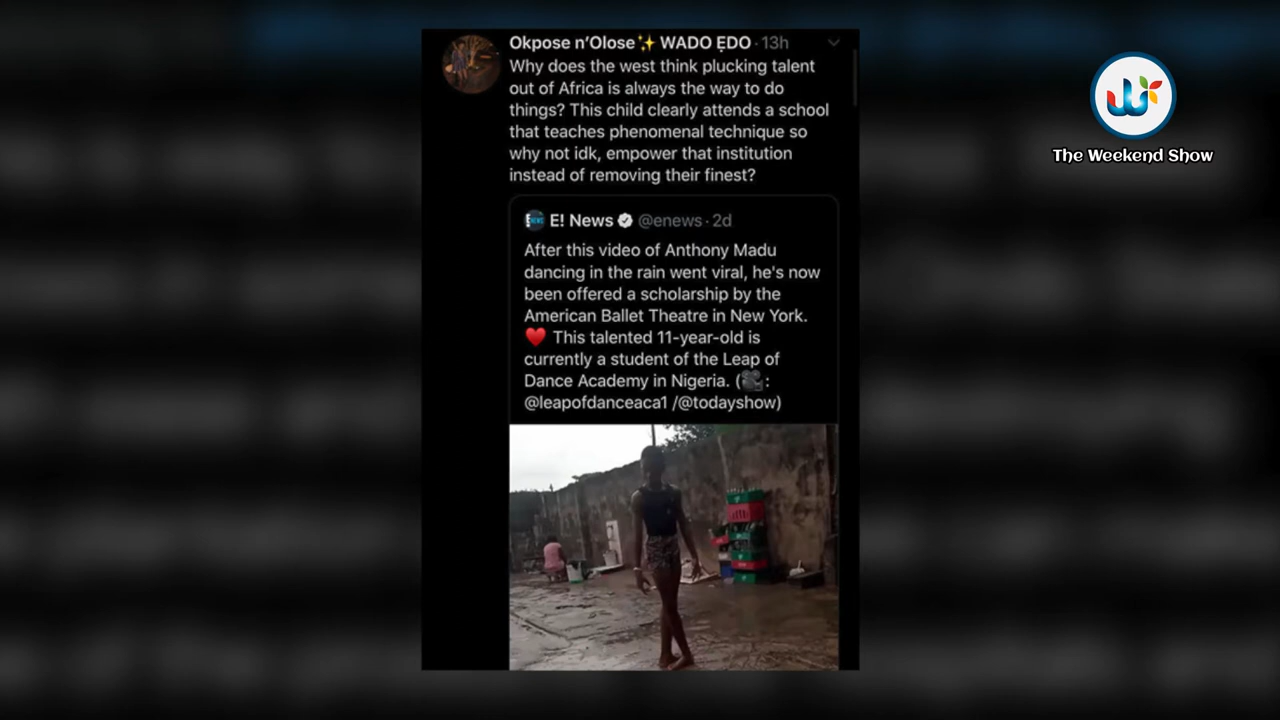 Okpose n'Olose✨ WADO ẸDO · 13h
Why does the west think plucking talent
out of Africa is always the way to do
things? This child clearly attends a school
that teaches phenomenal technique so
why not idk, empower that institution
instead of removing their finest?
E! News @enews · 2d
After this video of Anthony Madu
dancing in the rain went viral, he's now
been offered a scholarship by the
American Ballet Theatre in New York.
♥️ This talented 11-year-old is
currently a student of the Leap of
Dance Academy in Nigeria. (🎥:
@leapofdanceaca1 /@todayshow)
The Weekend Show